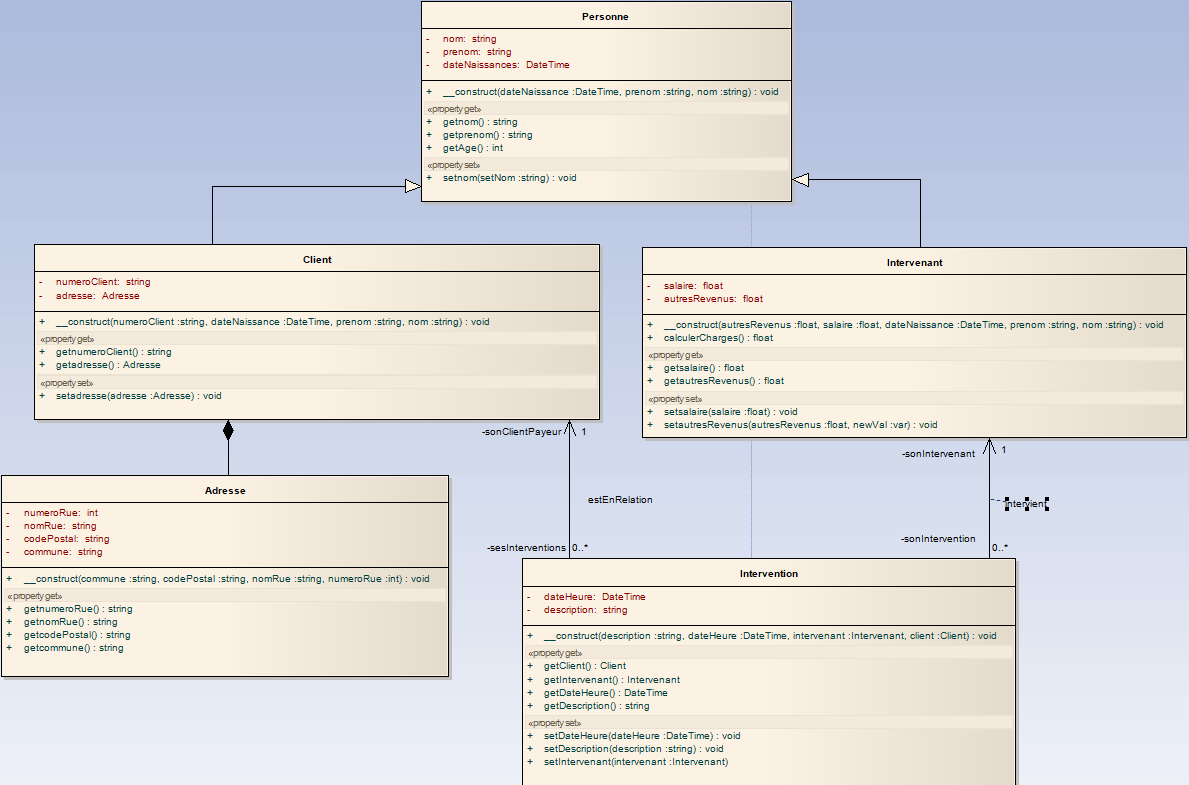 Personne
- nom: string
- prenom: string
- dateNaissances: DateTime
+ __construct(dateNaissance :DateTime, prenom :string, nom :string) : void
«property get»
+ getnom() : string
+ getprenom() : string
+ getAge() : int
«property set»
+ setnom(setNom :string) : void
Client
- numeroClient: string
- adresse: Adresse
+ __construct(numeroClient :string, dateNaissance :DateTime, prenom :string, nom :string) : void
«property get»
+ getnumeroClient() : string
+ getadresse() : Adresse
«property set»
+ setadresse(adresse :Adresse) : void
Intervenant
- salaire: float
- autresRevenus: float
+ __construct(autresRevenus :float, salaire :float, dateNaissance :DateTime, prenom :string, nom :string) : void
+ calculerCharges() : float
«property get»
+ getsalaire() : float
+ getautresRevenus() : float
«property set»
+ setsalaire(salaire :float) : void
+ setautresRevenus(autresRevenus :float, newVal :var) : void
-sonClientPayeur 1
-sonIntervenant 1
estEnRelation
Intervient
-sonIntervention
0..*
-sesInterventions 0..*
Adresse
- numeroRue: int
- nomRue: string
- codePostal: string
- commune: string
+ __construct(commune :string, codePostal :string, nomRue :string, numeroRue :int) : void
«property get»
+ getnumeroRue() : string
+ getnomRue() : string
+ getcodePostal() : string
+ getcommune() : string
Intervention
- dateHeure: DateTime
- description: string
+ __construct(description :string, dateHeure :DateTime, intervenant :Intervenant, client :Client) : void
«property get»
+ getClient() : Client
+ getIntervenant() : Intervenant
+ getDateHeure() : DateTime
+ getDescription() : string
«property set»
+ setDateHeure(dateHeure :DateTime) : void
+ setDescription(description :string) : void
+ setIntervenant(intervenant :Intervenant)